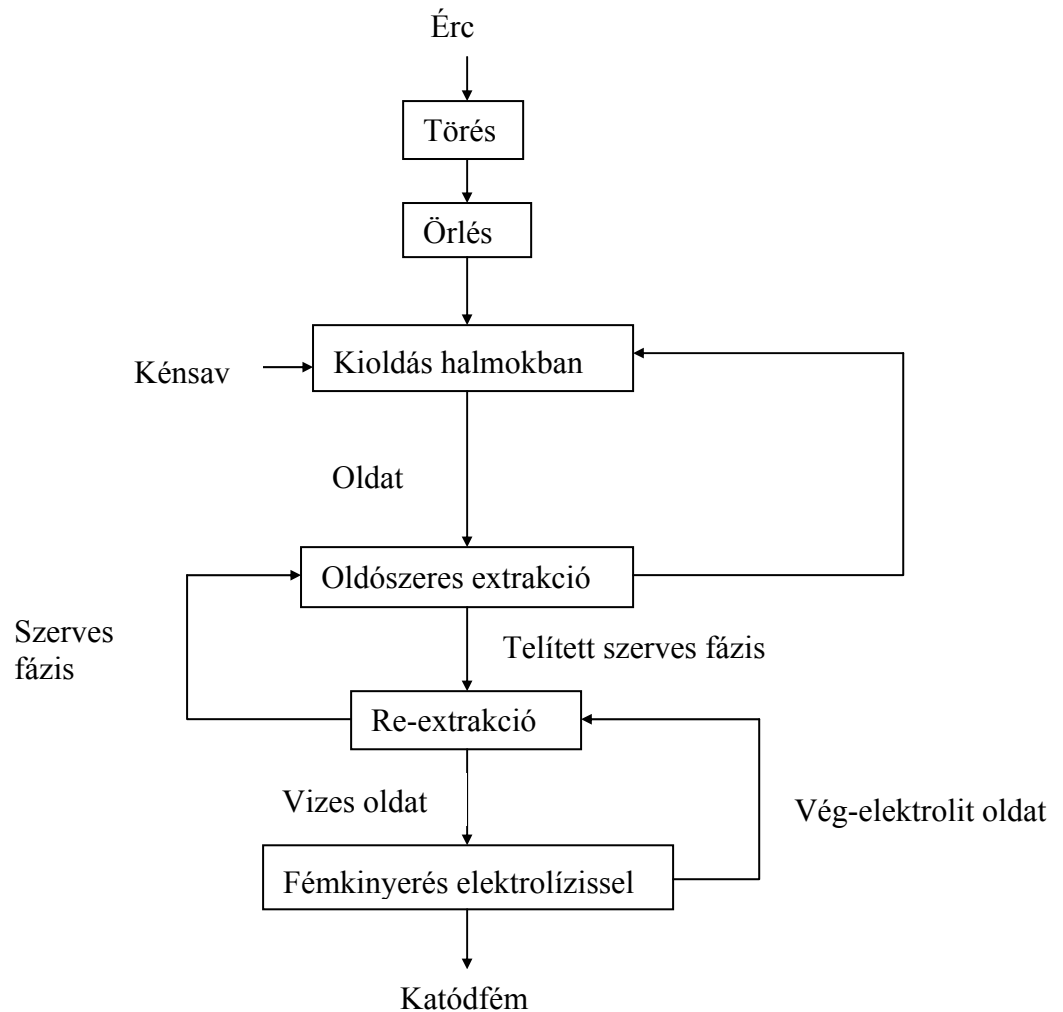 Érc
Törés
Örlés
Kioldás halmokban
Kénsav
Oldat
Oldószeres extrakció
Szerves
fázis
Telített szerves fázis
Re-extrakció
Vizes oldat
Vég-elektrolit oldat
Fémkinyerés elektrolízissel
Katódfém